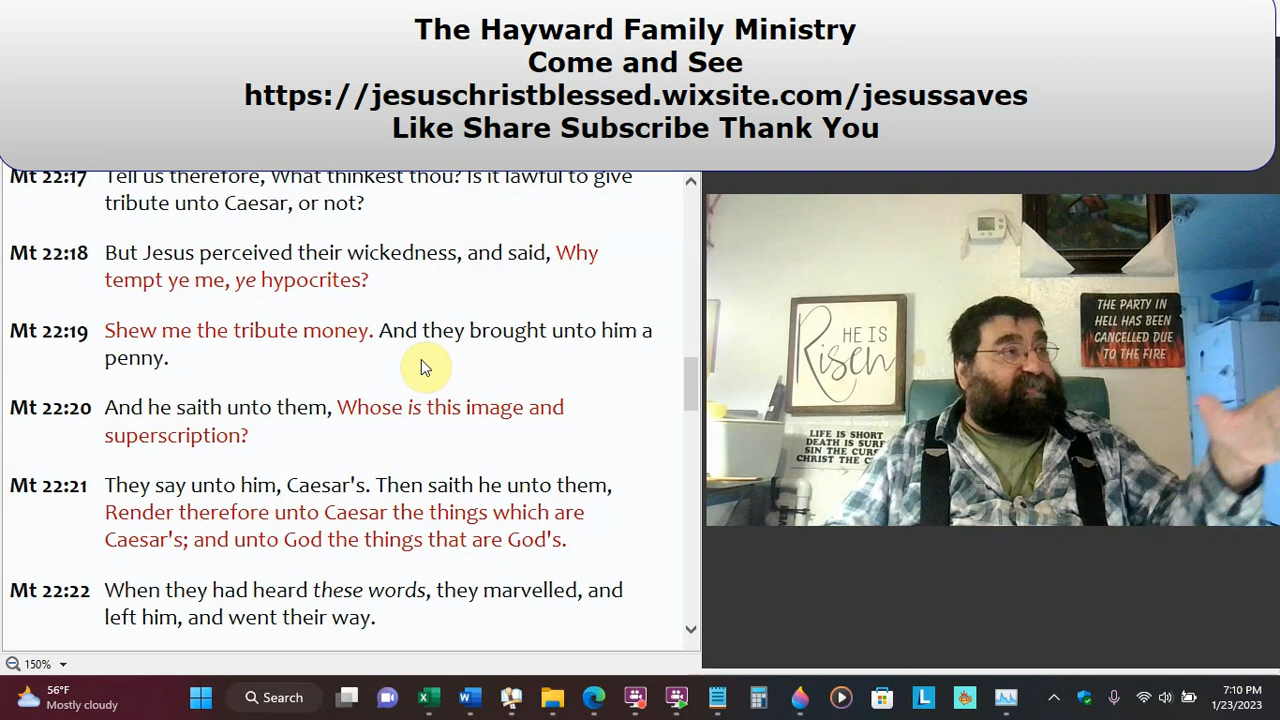 The Hayward Family Ministry
Come and See
https://jesuschristblessed.wixsite.com/jesussaves
Like Share Subscribe Thank You
Mt 22:17 Tell us therefore, What thinkest thou? Is it lawful to give
tribute unto Caesar, or not?
Mt 22:18 But Jesus perceived their wickedness, and said, Why
tempt ye me, ye hypocrites?
Mt 22:19 Shew me the tribute money. And they brought unto him a
penny.
Mt 22:20 And he saith unto them, Whose is this image and
superscription?
Mt 22:21 They say unto him, Caesar's. Then saith he unto them,
Render therefore unto Caesar the things which are
Caesar's; and unto God the things that are God's.
Mt 22:22 When they had heard these words, they marvelled, and
left him, and went their way.
150%
HE IS
Risen
LIFE IS SHORT
DEATH IS
SIN THE
CHRIST THE
THE PARTY IN
HELL HAS BEEN
CANCELLED DUE
TO THE FIRE
56°F
Mostly cloudy
Search
L
7:10 PM
1/23/2023